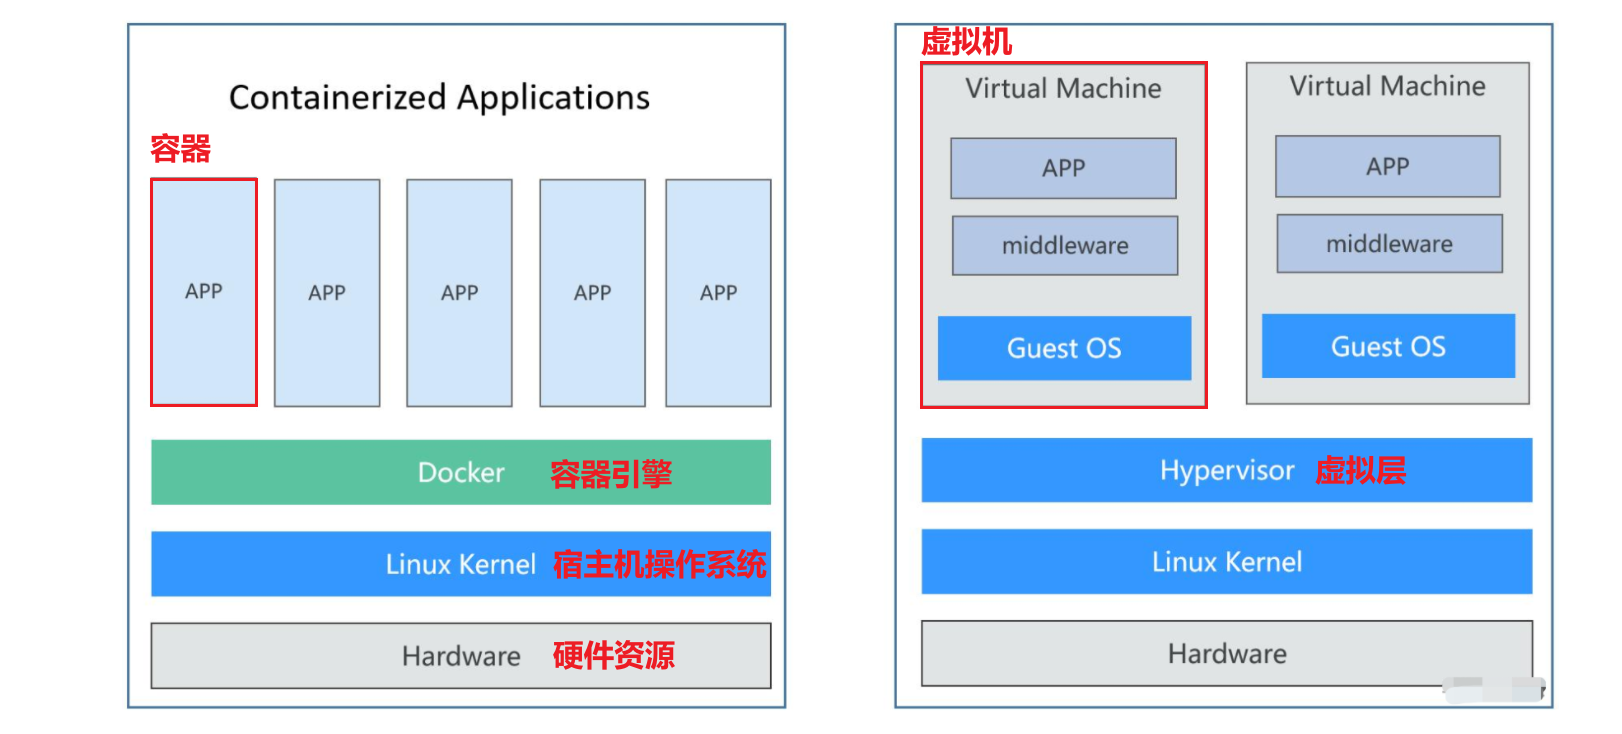 Containerized Applications
容器
APP
APP
APP
APP
APP
Docker 容器引擎
Linux Kernel 宿主机操作系统
Hardware 硬件资源
虚拟机
Virtual Machine
APP
middleware
Guest OS
Virtual Machine
APP
middleware
Guest OS
Hypervisor 虚拟层
Linux Kernel
Hardware